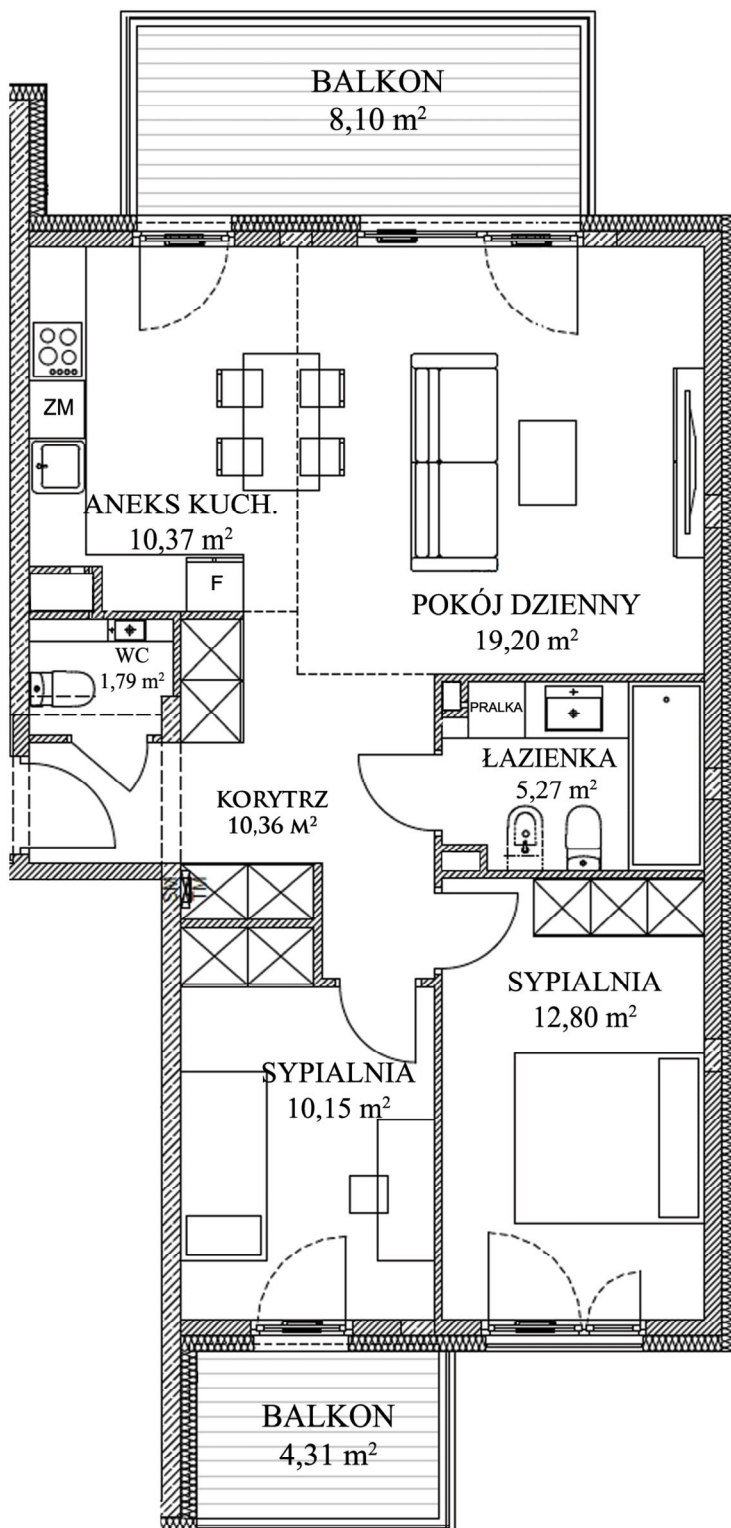 BALKON
8,10 m²
ZM
ANEKS KUCH.
10,37 m²
F
POKÓJ DZIENNY
19,20 m²
WC
1,79 m²
PRALKA
ŁAZIENKA
5,27 m²
KORYTRZ
10,36 M²
SYPIALNIA
12,80 m²
SYPIALNIA
10,15 m²
BALKON
4,31 m²